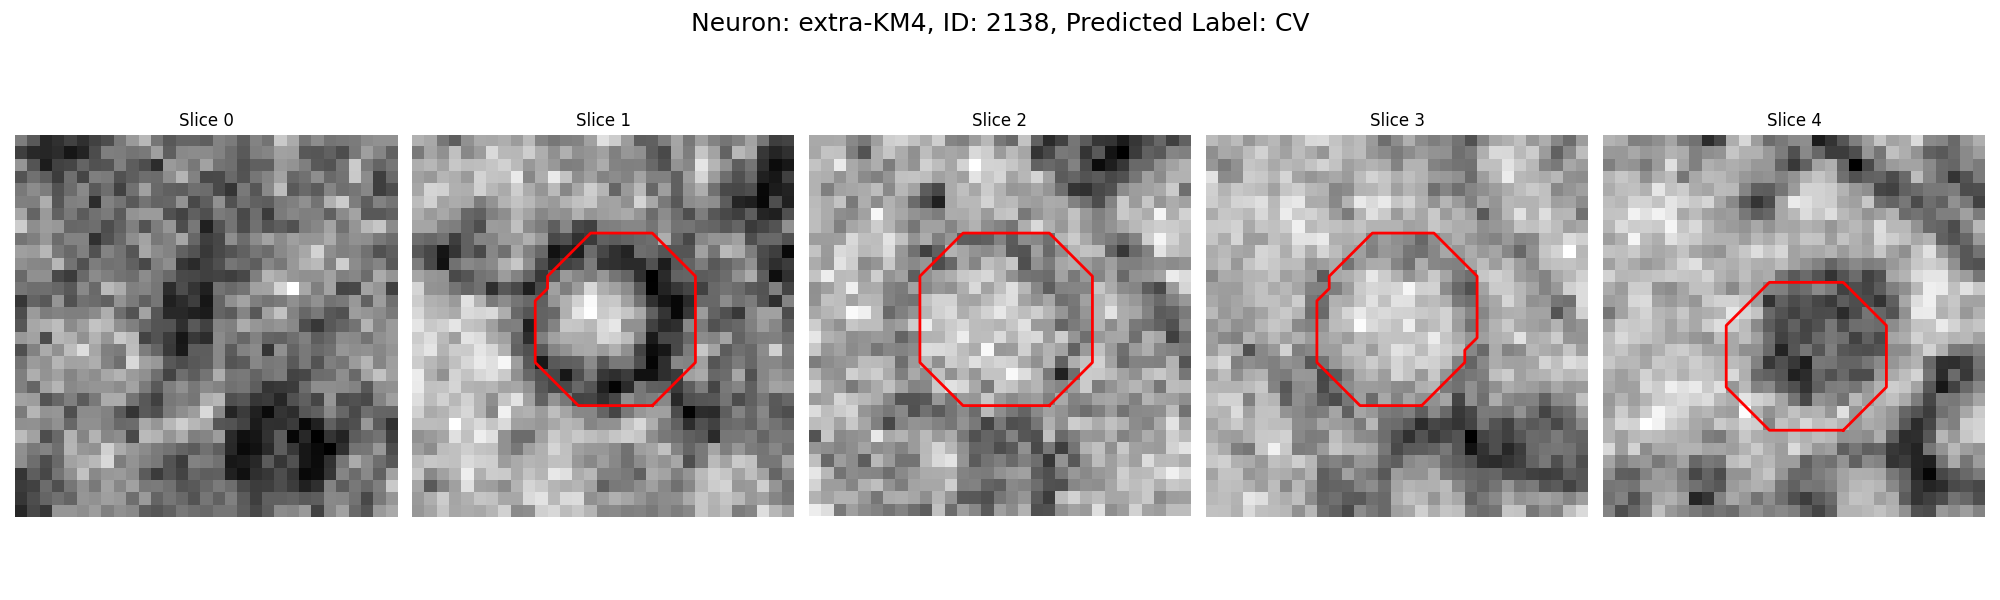 Neuron: extra-KM4, ID: 2138, Predicted Label: CV
Slice 0
Slice 1
Slice 2
Slice 3
Slice 4